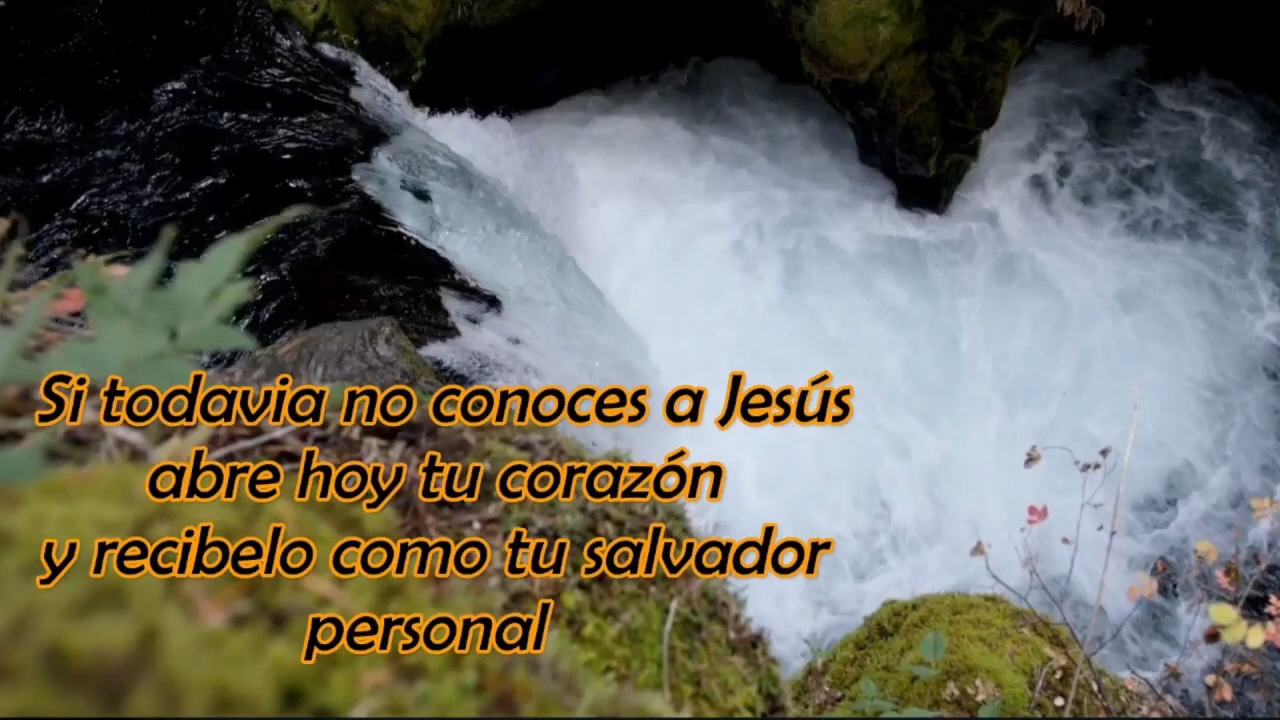 Si todavia no conoces a Jesús
abre hoy tu corazón
y recibelo como tu salvador
personal